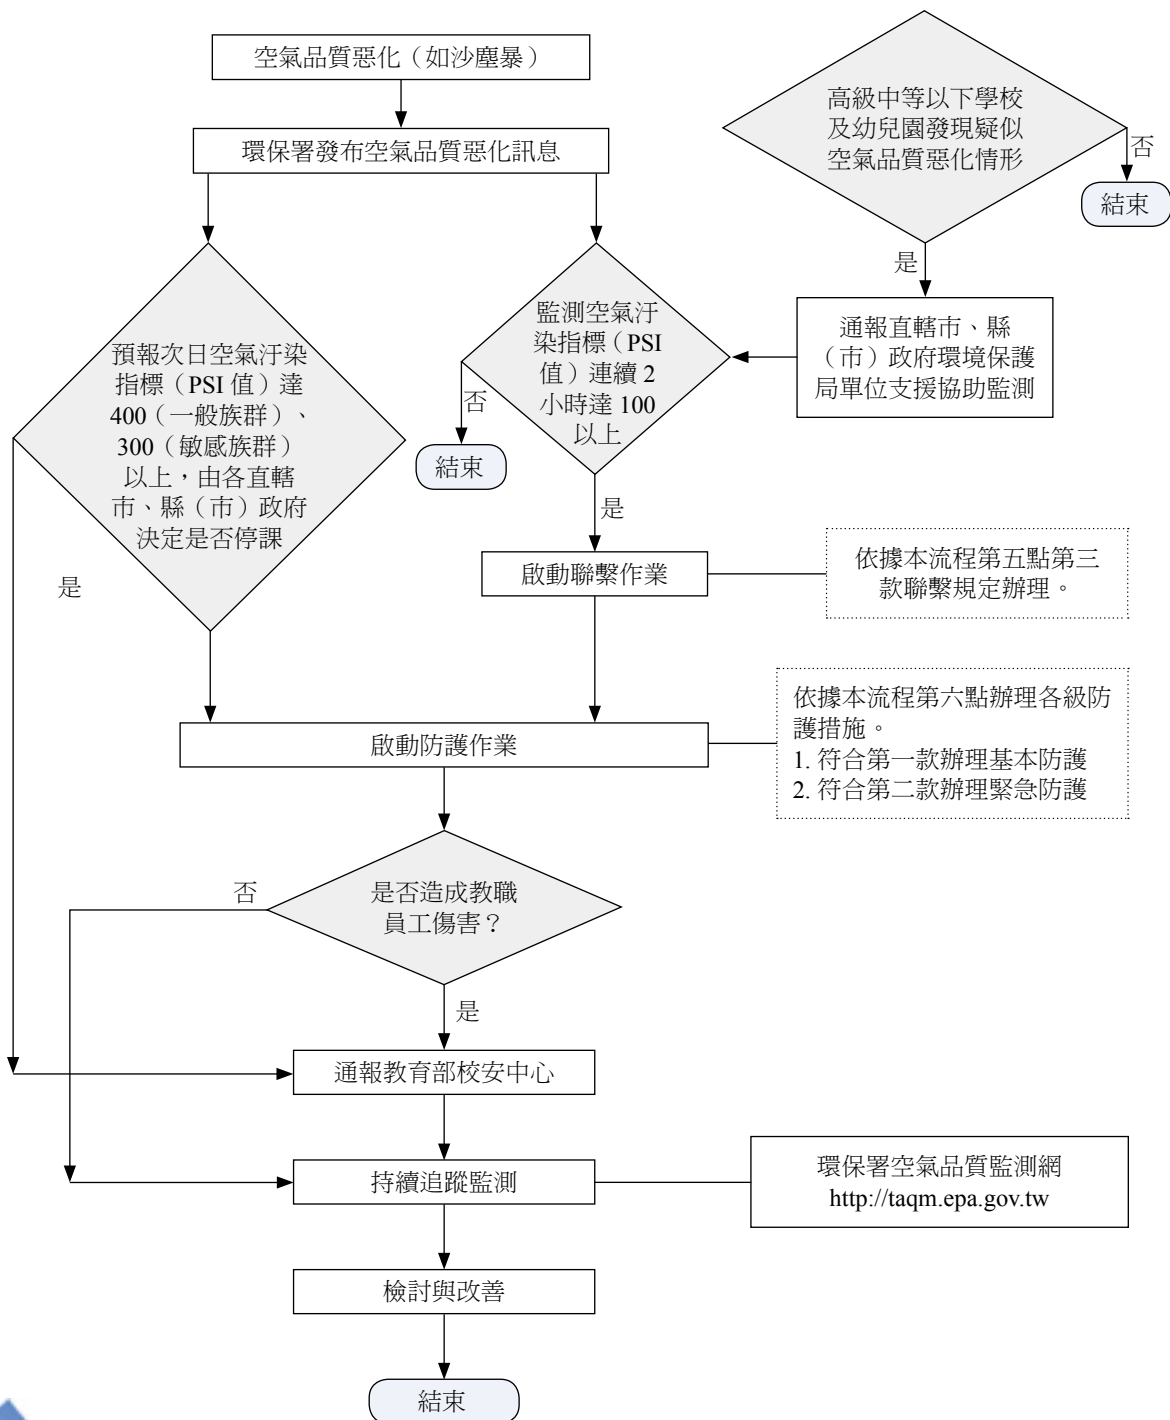 空氣品質惡化（如沙塵暴）
環保署發布空氣品質惡化訊息
高級中等以下學校
及幼兒園發現疑似
空氣品質惡化情形
否
結束
是
通報直轄市、縣
（市）政府環境保護
局單位支援協助監測
監測空氣汙
染指標（PSI
值）連續 2
小時達 100
以上
否
結束
是
預報次日空氣汙染
指標（PSI 值）達
400（一般族群）、
300（敏感族群）
以上，由各直轄
市、縣（市）政府
決定是否停課
是
啟動聯繫作業
依據本流程第五點第三
款聯繫規定辦理。
啟動防護作業
依據本流程第六點辦理各級防
護措施。
1. 符合第一款辦理基本防護
2. 符合第二款辦理緊急防護
是否造成教職
員工傷害？
否
是
通報教育部校安中心
持續追蹤監測
環保署空氣品質監測網
http://taqm.epa.gov.tw
檢討與改善
結束